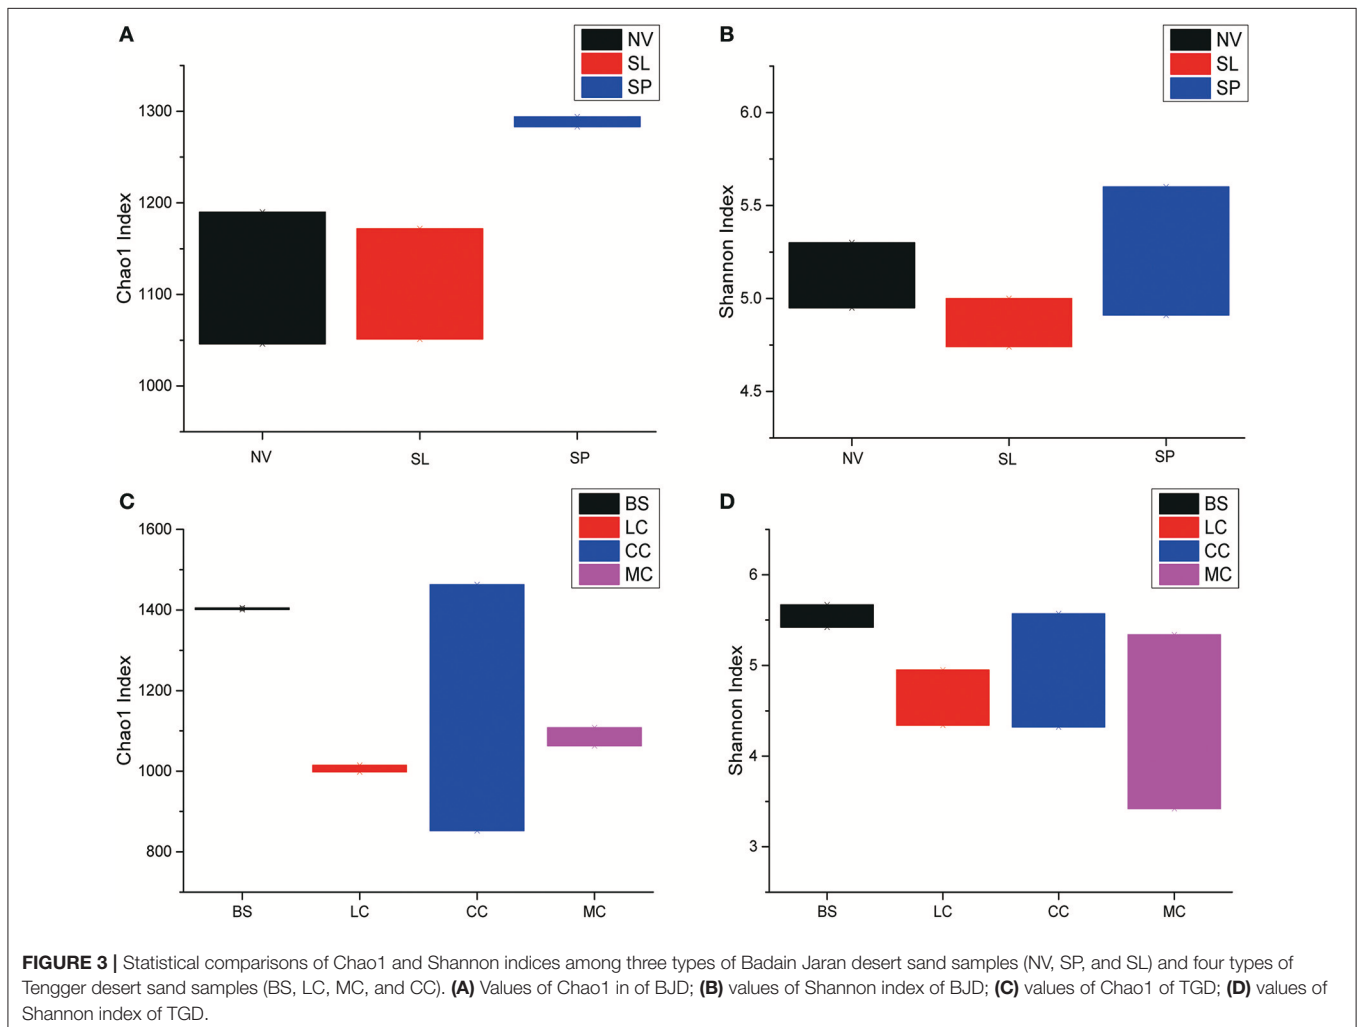 A
NV
SL
SP
1300
1200
1100
1000
Chao1 Index
NV SL SP
B
NV
SL
SP
6.0
5.5
5.0
4.5
Shannon Index
NV SL SP
C
BS
LC
CC
MC
1600
1400
1200
1000
800
Chao1 Index
BS LC CC MC
D
BS
LC
CC
MC
6
5
4
3
Shannon Index
BS LC CC MC
FIGURE 3 | Statistical comparisons of Chao1 and Shannon indices among three types of Badain Jaran desert sand samples (NV, SP, and SL) and four types of
Tengger desert sand samples (BS, LC, MC, and CC). (A) Values of Chao1 in of BJD; (B) values of Shannon index of BJD; (C) values of Chao1 of TGD; (D) values of
Shannon index of TGD.